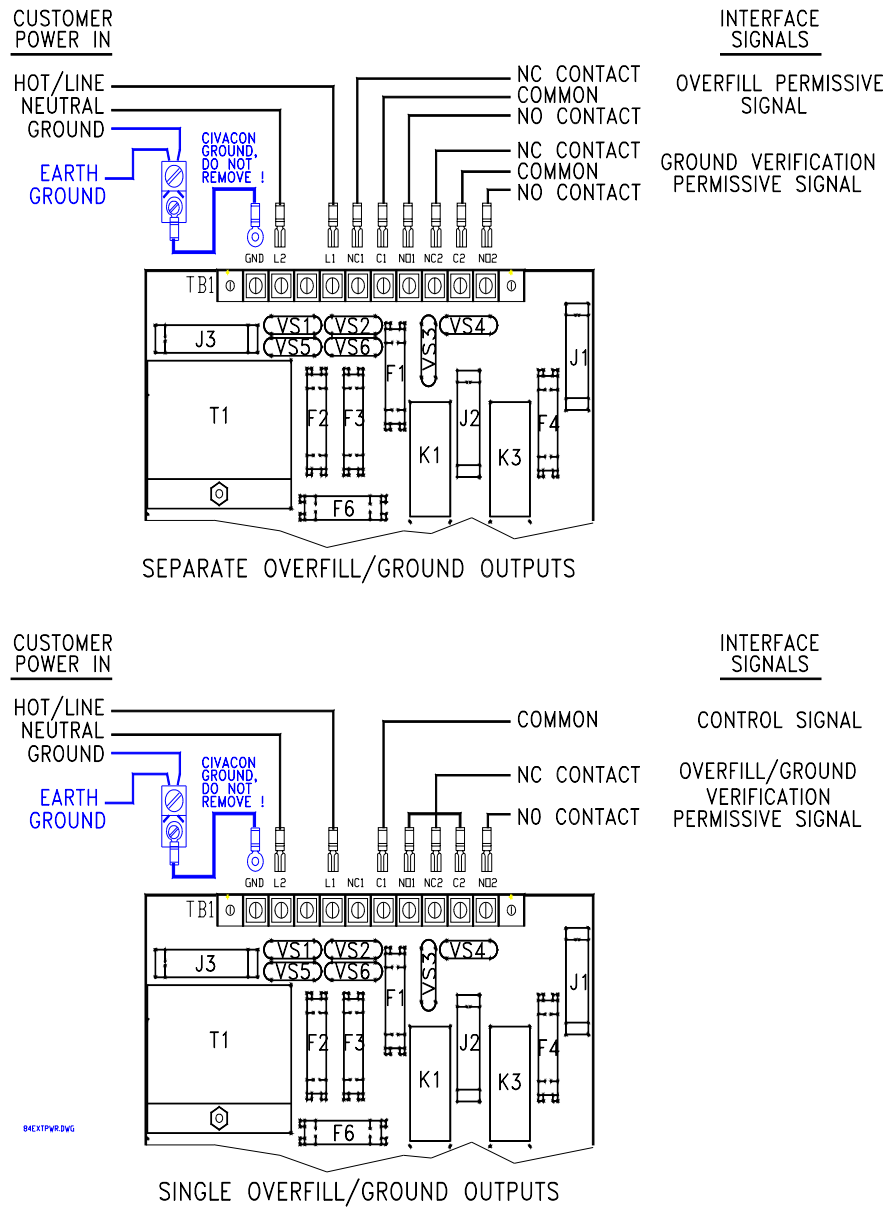 CUSTOMER
POWER IN
INTERFACE
SIGNALS
HOT/LINE
NEUTRAL
GROUND
EARTH
GROUND
CIVACON
GROUND,
DO NOT
REMOVE !
NC CONTACT
COMMON
NO CONTACT
OVERFILL PERMISSIVE
SIGNAL
NC CONTACT
COMMON
NO CONTACT
GROUND VERIFICATION
PERMISSIVE SIGNAL
GND L2 L1 NC1 C1 NO1 NC2 C2 NO2
TB1
J3
VS1
VS2
VS5
VS6
VS3
VS4
F1
J1
T1
F2
F3
J2
F4
K1
K3
F6
SEPARATE OVERFILL/GROUND OUTPUTS
CUSTOMER
POWER IN
INTERFACE
SIGNALS
HOT/LINE
NEUTRAL
GROUND
EARTH
GROUND
CIVACON
GROUND,
DO NOT
REMOVE !
COMMON
CONTROL SIGNAL
NC CONTACT
NO CONTACT
OVERFILL/GROUND
VERIFICATION
PERMISSIVE SIGNAL
GND L2 L1 NC1 C1 NO1 NC2 C2 NO2
TB1
J3
VS1
VS2
VS5
VS6
VS3
VS4
F1
J1
T1
F2
F3
J2
F4
K1
K3
F6
84EXTPWR.DWG
SINGLE OVERFILL/GROUND OUTPUTS